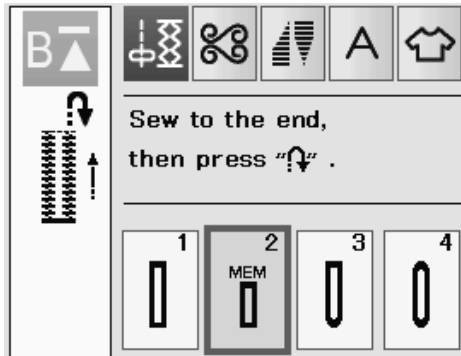 B
A
Sew to the end,
then press "↷" .
1
2
3
4
MEM